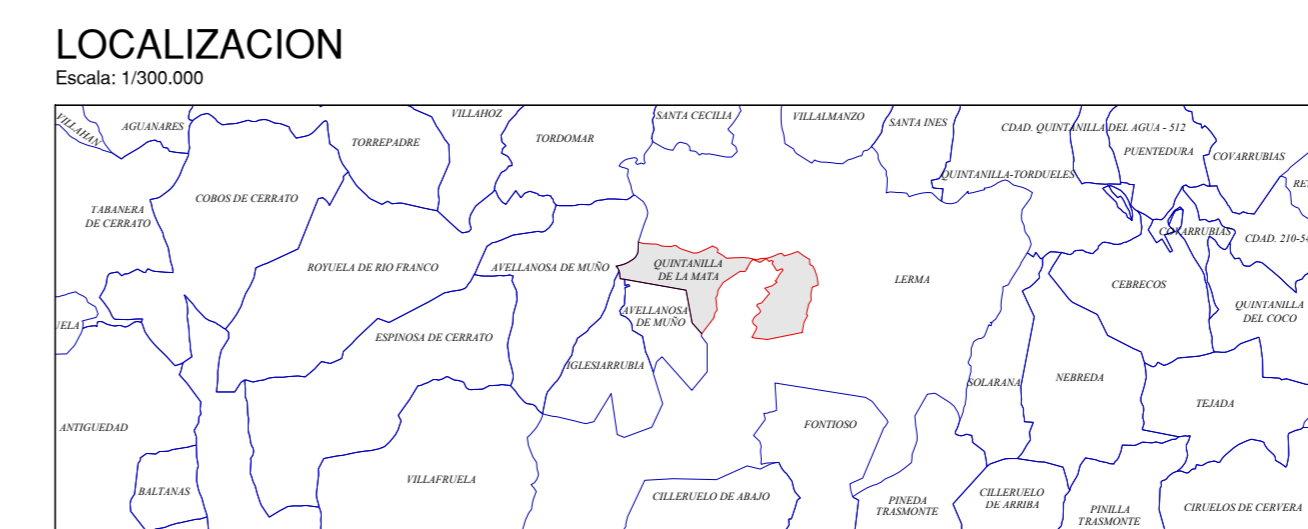 LOCALIZACION
Escala: 1/300.000
VILLAHAN
AGUANARES
TORREPADRE
VILLAHOZ
TORDOMAR
SANTA CECILIA
VILLALMANZO
SANTA INES
CDAD. QUINTANILLA DEL AGUA - 512
PUENTEDURA
COVARRUBIAS
QUINTANILLA-TORDUELES
COBOS DE CERRATO
TABANERA
DE CERRATO
COVARRUBIAS
ROYUELA DE RIO FRANCO
AVELLANOSA DE MUÑO
QUINTANILLA
DE LA MATA
LERMA
CEBRECOS
QUINTANILLA
DEL COCO
AVELLANOSA
DE MUÑO
ESPINOSA DE CERRATO
IGLESIARRUBIA
SOLARANA
NEBREDA
TEJADA
ANTIGUEDAD
FONTIOSO
VILLAFRUELA
BALTANAS
CILLERUELO DE ABAJO
PINEDA
TRASMONTE
CILLERUELO
DE ARRIBA
PINILLA
TRASMONTE
CIRUELOS DE CERVERA